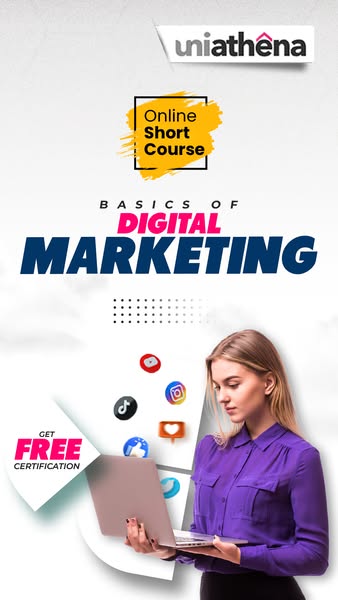 uniathena
Online
Short
Course
BASICS OF
DIGITAL
MARKETING
GET
FREE
CERTIFICATION